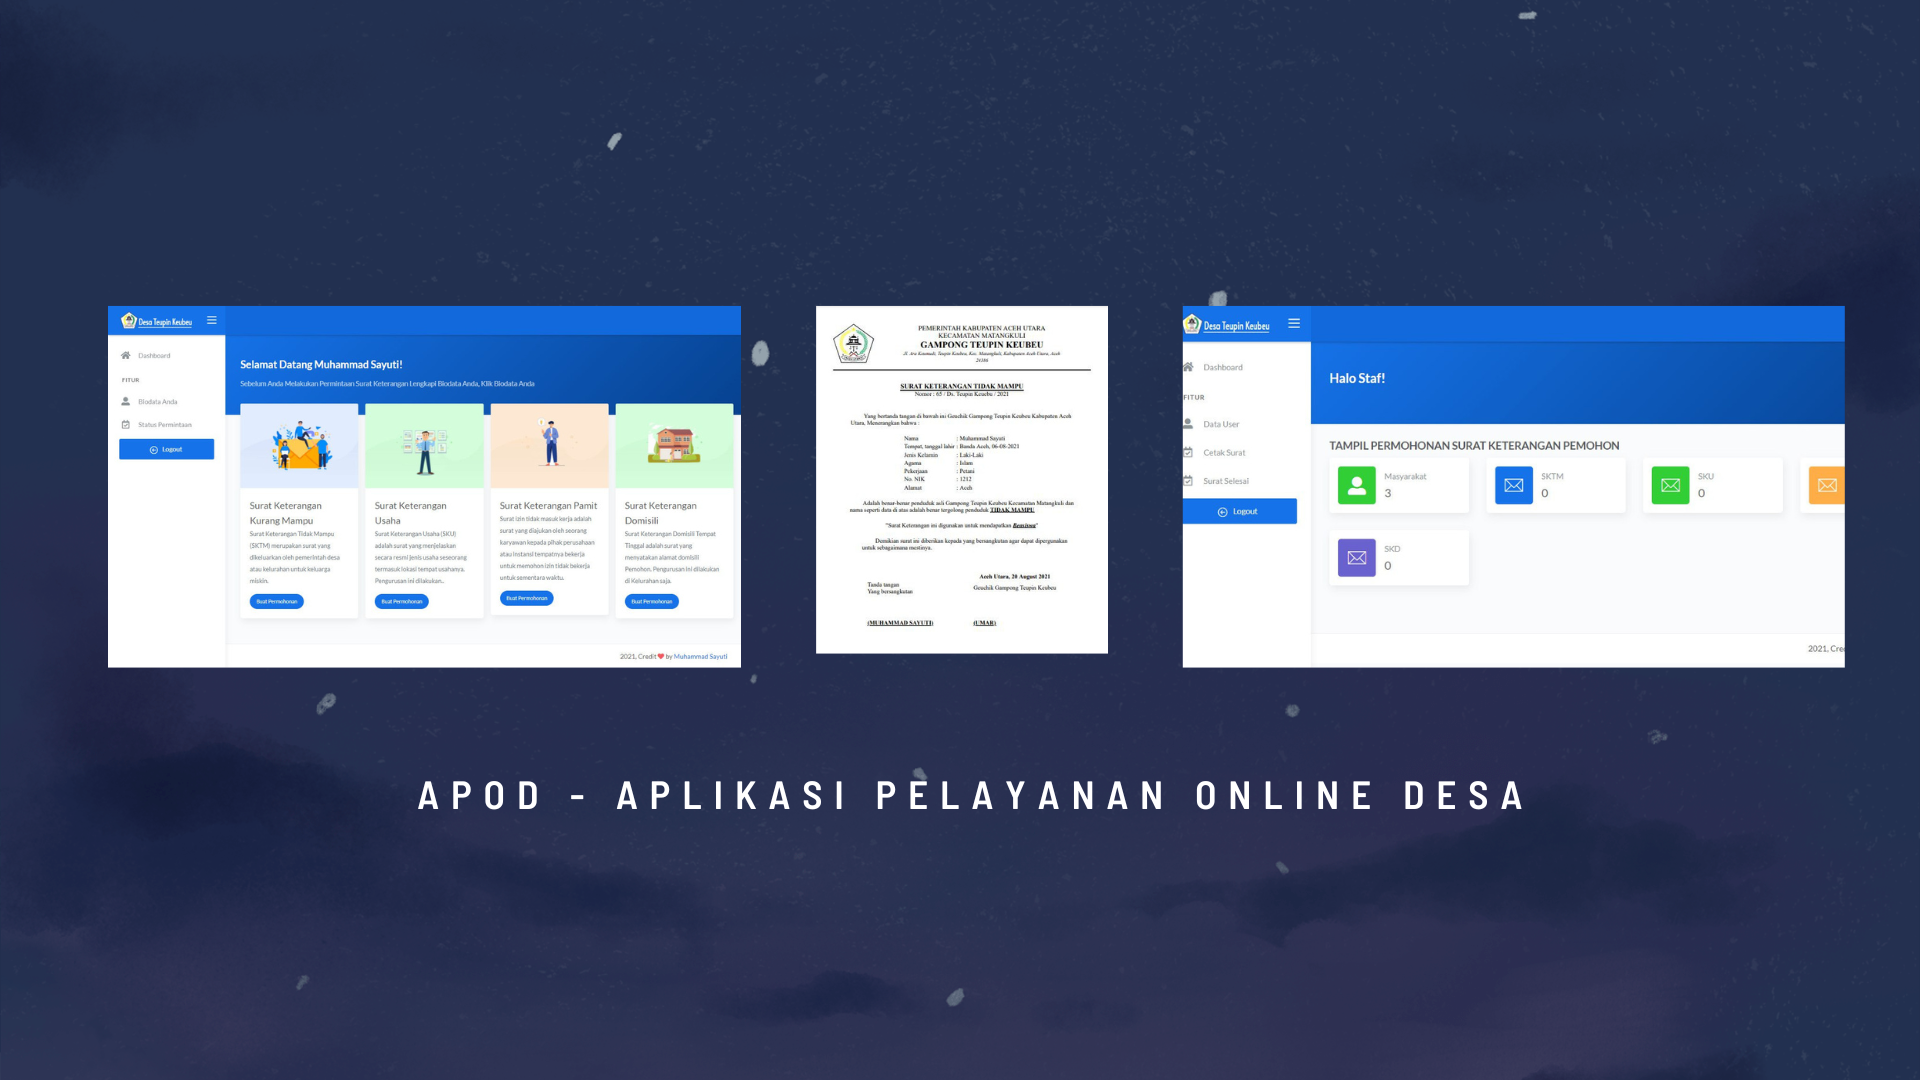 Desa Teupin Keubeu
Dashboard
FITUR
Biodata Anda
Status Permintaan
Logout
Selamat Datang Muhammad Sayuti!
Sebelum Anda Melakukan Permintaan Surat Keterangan Lengkapi Biodata Anda, Klik Biodata Anda
Surat Keterangan
Kurang Mampu
Surat Keterangan Tidak Mampu
(SKTM) merupakan surat yang
dikeluarkan oleh pemerintah desa
atau kelurahan untuk keluarga
miskin.
Buat Permohonan
Surat Keterangan
Usaha
Surat Keterangan Usaha (SKU)
adalah surat yang menjelaskan
secara resmi jenis usaha seseorang
termasuk lokasi tempat usahanya.
Pengurusan ini dilakukan..
Buat Permohonan
Surat Keterangan Pamit
Surat izin tidak masuk kerja adalah
surat yang diajukan oleh seorang
karyawan kepada pihak perusahaan
atau instansi tempatnya bekerja
untuk memohon izin tidak bekerja
untuk sementara waktu.
Buat Permohonan
Surat Keterangan
Domisili
Surat Keterangan Domisili Tempat
Tinggal adalah surat yang
menyatakan alamat domisili
Pemohon. Pengurusan ini dilakukan
di Kelurahan saja.
Buat Permohonan
2021, Credit by Muhammad Sayuti
PEMERINTAH KABUPATEN ACEH UTARA
KECAMATAN MATANGKULI
GAMPONG TEUPIN KEUBEU
Jl. Ara Keumudi, Teupin Keubeu, Kec. Matangkuli, Kabupaten Aceh Utara, Aceh
24386
SURAT KETERANGAN TIDAK MAMPU
Nomor : 65 / Ds. Teupin Keuebu / 2021
Yang bertanda tangan di bawah ini Geuchik Gampong Teupin Keubeu Kabupaten Aceh
Utara, Menerangkan bahwa :
Nama : Muhammad Sayuti
Tempat, tanggal lahir : Banda Aceh, 06-08-2021
Jenis Kelamin : Laki-Laki
Agama : Islam
Pekerjaan : Petani
No. NIK : 1212
Alamat : Aceh
Adalah benar-benar penduduk asli Gampong Teupin Keubeu Kecamatan Matangkuli dan
nama seperti data di atas adalah benar tergolong penduduk TIDAK MAMPU
"Surat Keterangan ini digunakan untuk mendapatkan Beasiswa"
Demikian surat ini diberikan kepada yang bersangkutan agar dapat dipergunakan
untuk sebagaimana mestinya.
Aceh Utara, 20 August 2021
Tanda tangan
Yang bersangkutan
Geuchik Gampong Teupin Keubeu
(MUHAMMAD SAYUTI)
(UMAR)
Desa Teupin Keubeu
Dashboard
FITUR
Data User
Cetak Surat
Surat Selesai
Logout
Halo Staf!
TAMPIL PERMOHONAN SURAT KETERANGAN PEMOHON
Masyarakat
3
SKTM
0
SKU
0
SKD
0
2021, Cre
APOD - APLIKASI PELAYANAN ONLINE DESA